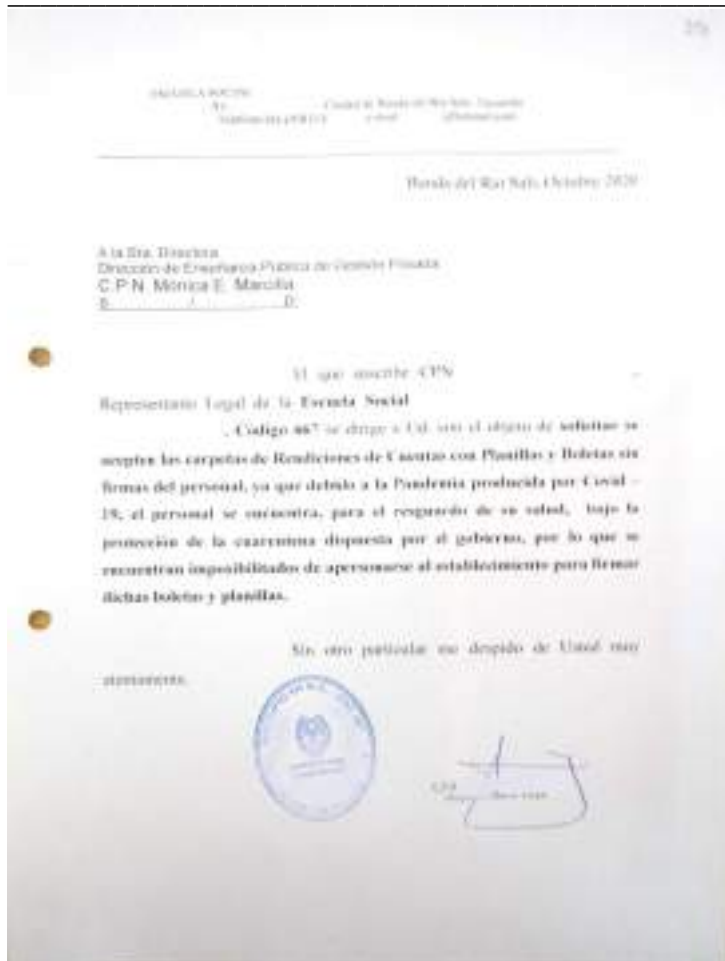 ESCUELA SOCIAL
Banda del Rio Salí, Octubre 2020
A la Sra. Directora
Dirección de Enseñanza Pública de Gestión Privada
C.P.N. Mónica E. Marcilla
S / D.
El que suscribe CPN
Representante Legal de la Escuela Social
, Código 667 se dirige a Ud. con el objeto de solicitar se
acepten las carpetas de Rendiciones de Cuentas con Planillas y Boletas sin
firmas del personal, ya que debido a la Pandemia producida por Covid –
19, el personal se encuentra, para el resguardo de su salud, bajo la
protección de la cuarentena dispuesta por el gobierno, por lo que se
encuentran imposibilitados de apersonarse al establecimiento para firmar
dichas boletas y planillas.
Sin otro particular me despido de Usted muy
atentamente.